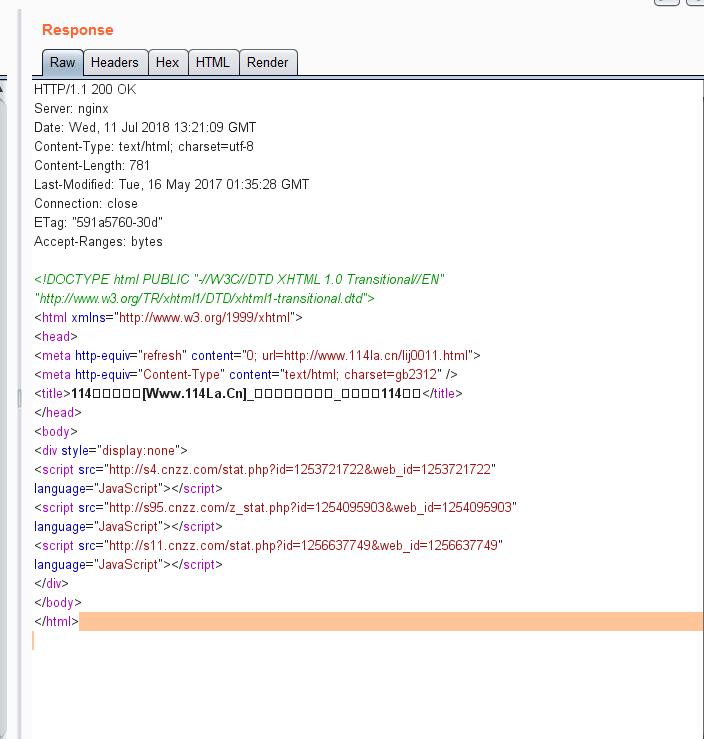 Response
Raw Headers Hex HTML Render
HTTP/1.1 200 OK
Server: nginx
Date: Wed, 11 Jul 2018 13:21:09 GMT
Content-Type: text/html; charset=utf-8
Content-Length: 781
Last-Modified: Tue, 16 May 2017 01:35:28 GMT
Connection: close
ETag: "591a5760-30d"
Accept-Ranges: bytes
<!DOCTYPE html PUBLIC "-//W3C//DTD XHTML 1.0 Transitional//EN"
"http://www.w3.org/TR/xhtml1/DTD/xhtml1-transitional.dtd">
<html xmlns="http://www.w3.org/1999/xhtml">
<head>
<meta http-equiv="refresh" content="0; url=http://www.114la.cn/lij0011.html">
<meta http-equiv="Content-Type" content="text/html; charset=gb2312" />
<title>114□□□□□[Www.114La.Cn]_□□□□□□□□_□□□□114□□</title>
</head>
<body>
<div style="display:none">
<script src="http://s4.cnzz.com/stat.php?id=1253721722&web_id=1253721722"
language="JavaScript"></script>
<script src="http://s95.cnzz.com/z_stat.php?id=1254095903&web_id=1254095903"
language="JavaScript"></script>
<script src="http://s11.cnzz.com/stat.php?id=1256637749&web_id=1256637749"
language="JavaScript"></script>
</div>
</body>
</html>